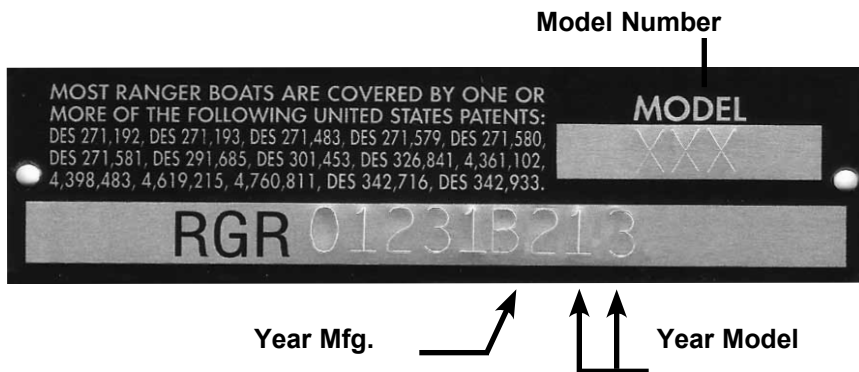 Model Number
MOST RANGER BOATS ARE COVERED BY ONE OR
MORE OF THE FOLLOWING UNITED STATES PATENTS:
DES 271,192, DES 271,193, DES 271,483, DES 271,579, DES 271,580,
DES 271,581, DES 291,685, DES 301,453, DES 326,841, 4,361,102,
4,398,483, 4,619,215, 4,760,811, DES 342,716, DES 342,933.
MODEL
XXX
RGR 01231B213
Year Mfg.
Year Model